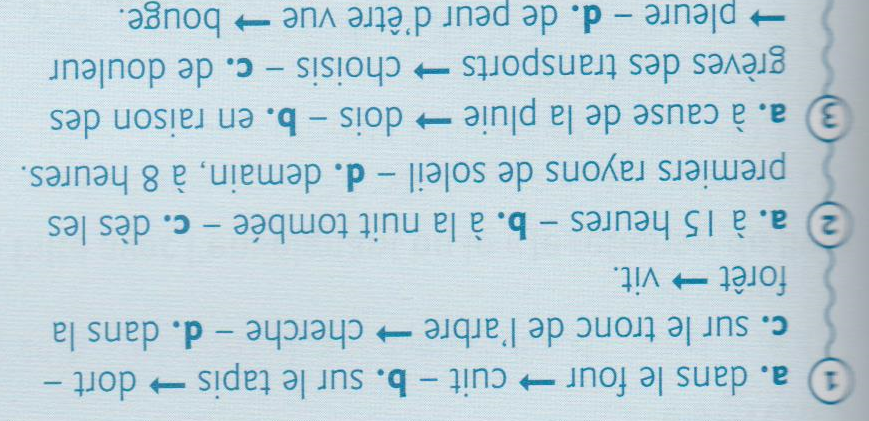 1 a. dans le four → cuit – b. sur le tapis → dort –
c. sur le tronc de l'arbre → cherche – d. dans la
forêt → vit.
2 a. à 15 heures – b. à la nuit tombée – c. dès les
premiers rayons de soleil – d. demain, à 8 heures.
3 a. à cause de la pluie → dois – b. en raison des
grèves des transports → choisis – c. de douleur
→ pleure – d. de peur d'être vue → bouge.